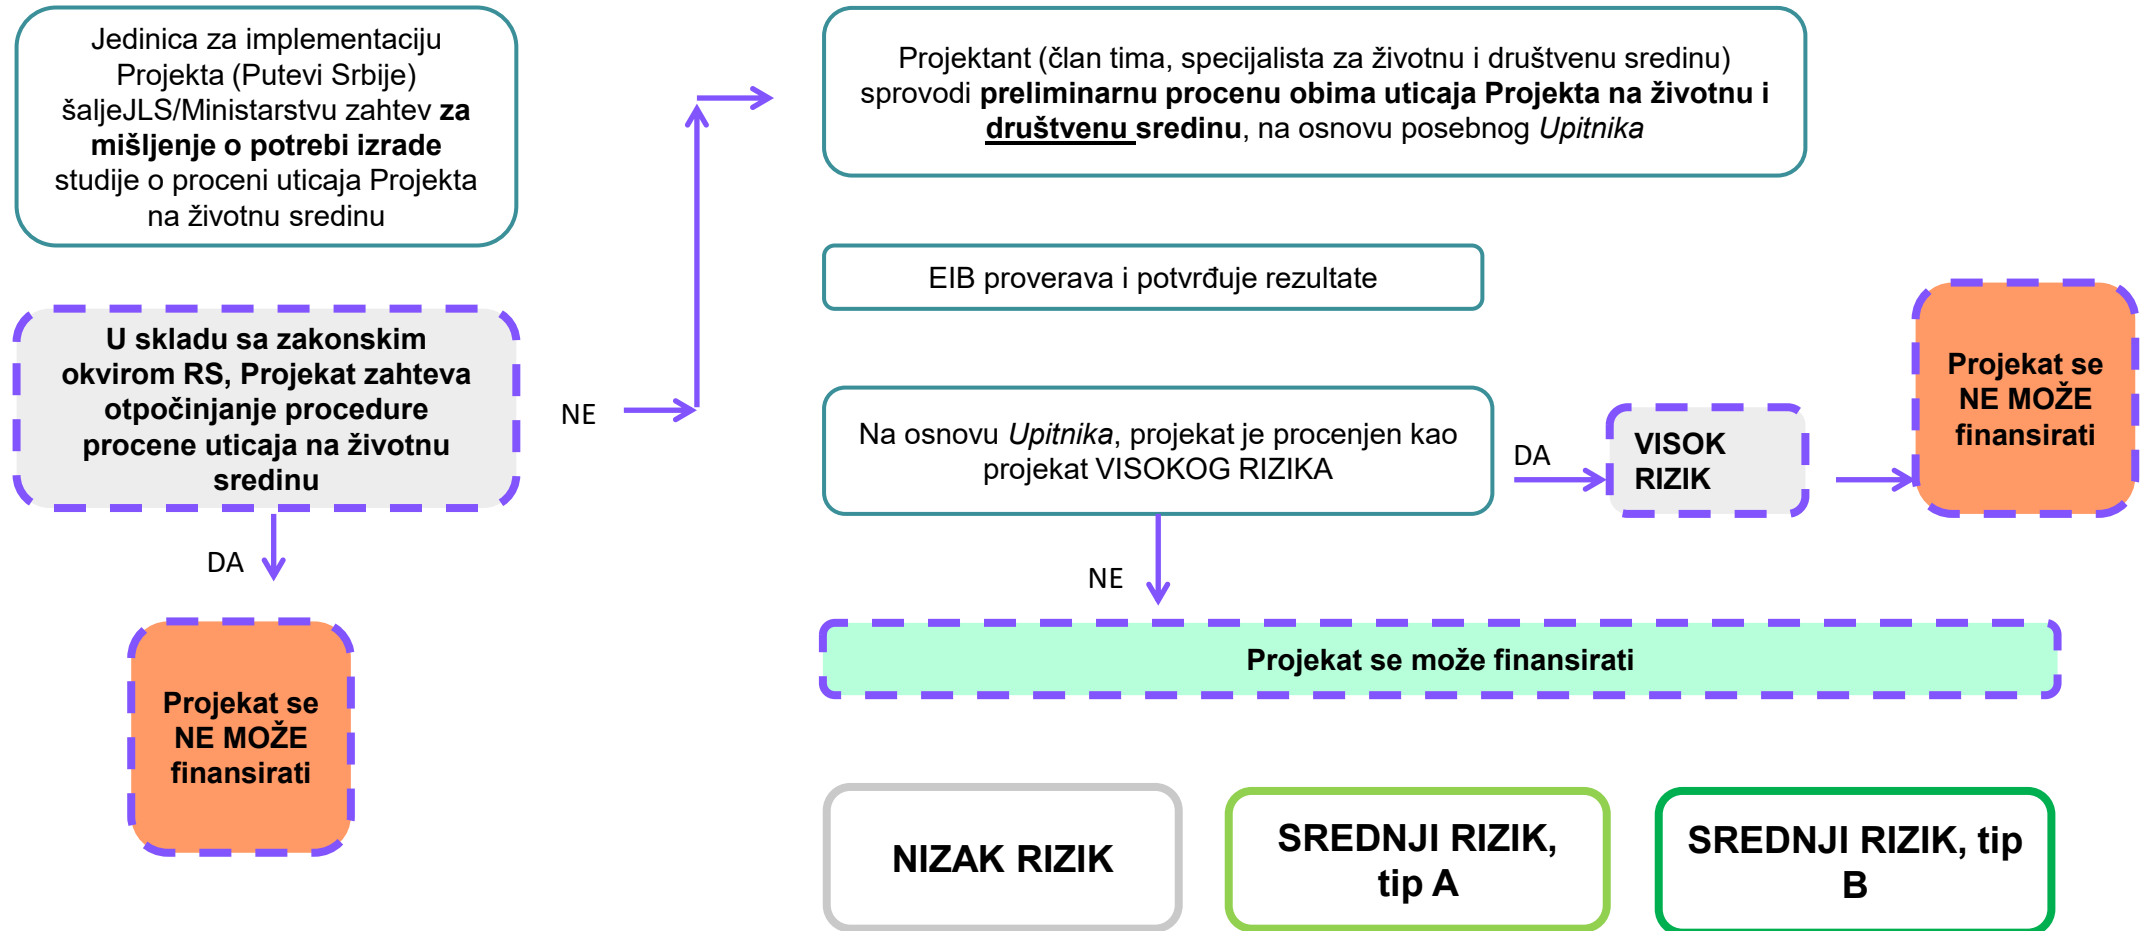 Jedinica za implementaciju
Projekta (Putevi Srbije)
šaljeJLS/Ministarstvu zahtev za
mišljenje o potrebi izrade
studije o proceni uticaja Projekta
na životnu sredinu
U skladu sa zakonskim
okvirom RS, Projekat zahteva
otpočinjanje procedure
procene uticaja na životnu
sredinu
DA
Projekat se
NE MOŽE
finansirati
NE
Projektant (član tima, specijalista za životnu i društvenu sredinu)
sprovodi preliminarnu procenu obima uticaja Projekta na životnu i
društvenu sredinu, na osnovu posebnog Upitnika
EIB proverava i potvrđuje rezultate
Na osnovu Upitnika, projekat je procenjen kao
projekat VISOKOG RIZIKA
DA
VISOK
RIZIK
Projekat se
NE MOŽE
finansirati
NE
Projekat se može finansirati
NIZAK RIZIK
SREDNJI RIZIK,
tip A
SREDNJI RIZIK, tip
B